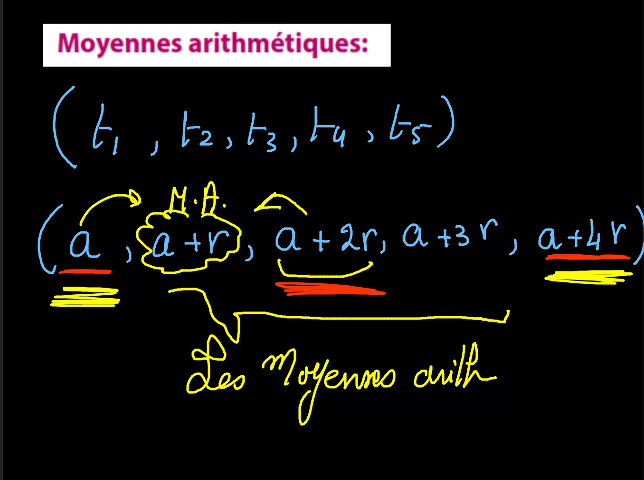 Moyennes arithmétiques:
(t1, t2, t3, t4, t5)
M.A.
(a, a+r, a+2r, a+3r, a+4r)
Les Moyennes arith